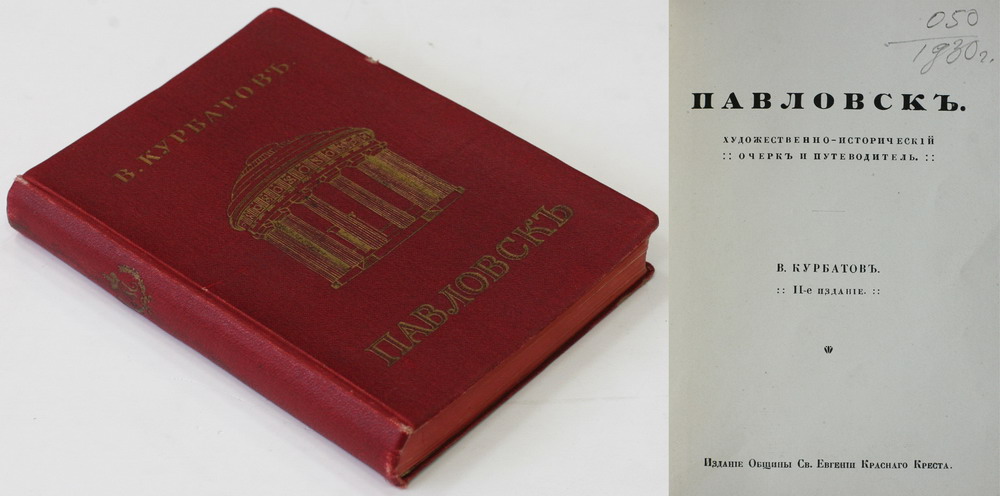 В. КУРБАТОВЪ.
ПАВЛОВСКЪ
050
1930г.
ПАВЛОВСКЪ.
ХУДОЖЕСТВЕННО-ИСТОРИЧЕСКІЙ
:: ОЧЕРКЪ И ПУТЕВОДИТЕЛЬ. ::
В. КУРБАТОВЪ.
:: II-е ИЗДАНІЕ. ::
Изданіе Общины Св. Евгеніи Краснаго Креста.